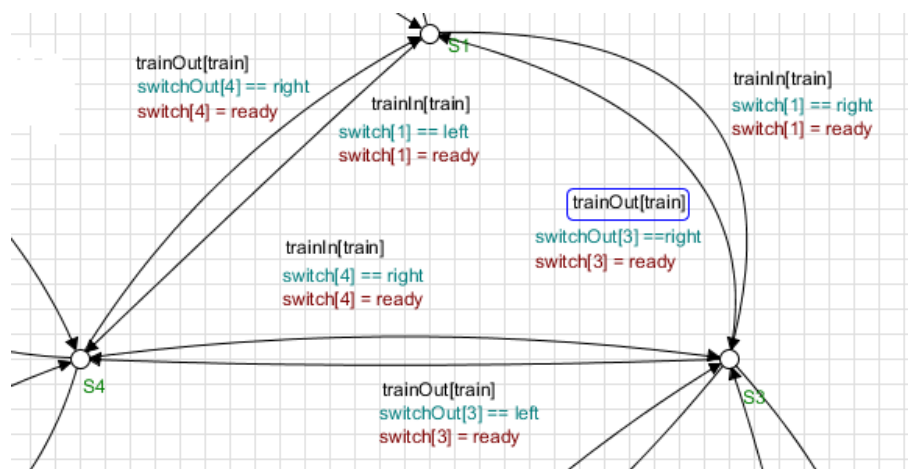 S1
trainOut[train]
switchOut[4] == right
switch[4] = ready
trainIn[train]
switch[1] == left
switch[1] = ready
trainIn[train]
switch[1] == right
switch[1] = ready
trainOut[train]
switchOut[3] ==right
switch[3] = ready
trainIn[train]
switch[4] == right
switch[4] = ready
S4
trainOut[train]
switchOut[3] == left
switch[3] = ready
S3